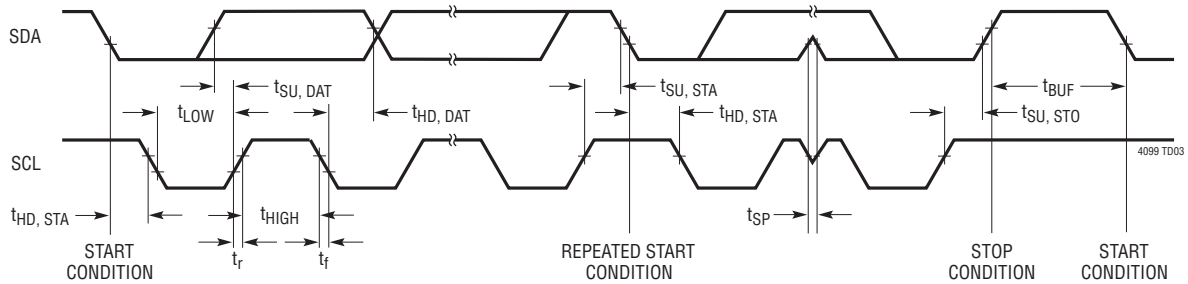 SDA
tSU, DAT
tSU, STA
tBUF
tLOW
tHD, DAT
tHD, STA
tSU, STO
4099 TD03
SCL
tHD, STA
tHIGH
tSP
tr
tf
START
CONDITION
REPEATED START
CONDITION
STOP
CONDITION
START
CONDITION